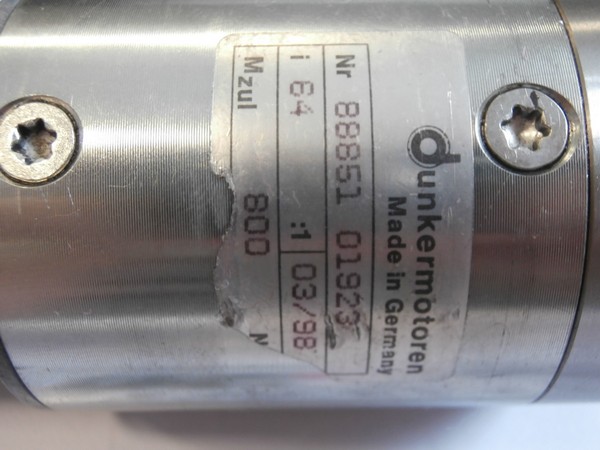 dunkermotoren
Made in Germany
Nr 88851 01923
i 64 :1 03/98
Mzul 800 N